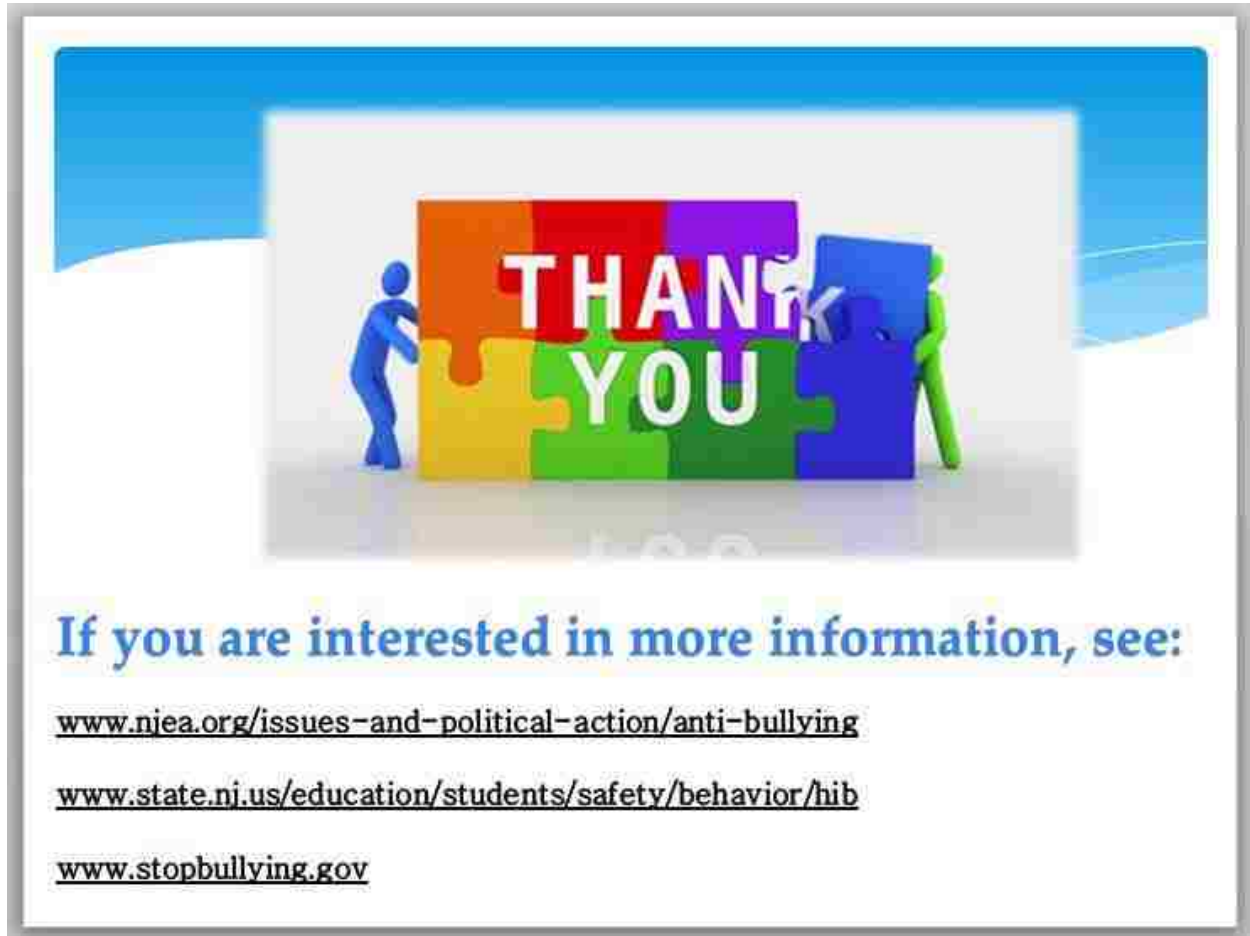 THANK
YOU
If you are interested in more information, see:
www.njea.org/issues-and-political-action/anti-bullying
www.state.nj.us/education/students/safety/behavior/hib
www.stopbullying.gov